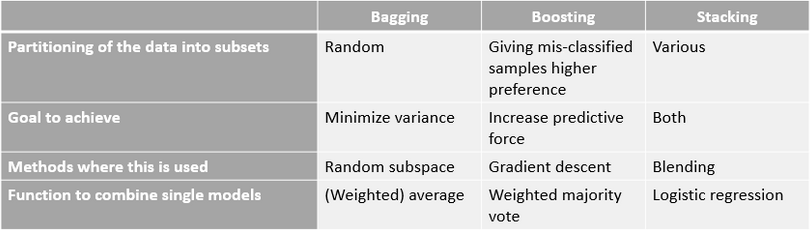 Bagging Boosting Stacking
Partitioning of the data into subsets Random Giving mis-classified Various
samples higher
preference
Goal to achieve Minimize variance Increase predictive Both
force
Methods where this is used Random subspace Gradient descent Blending
Function to combine single models (Weighted) average Weighted majority Logistic regression
vote